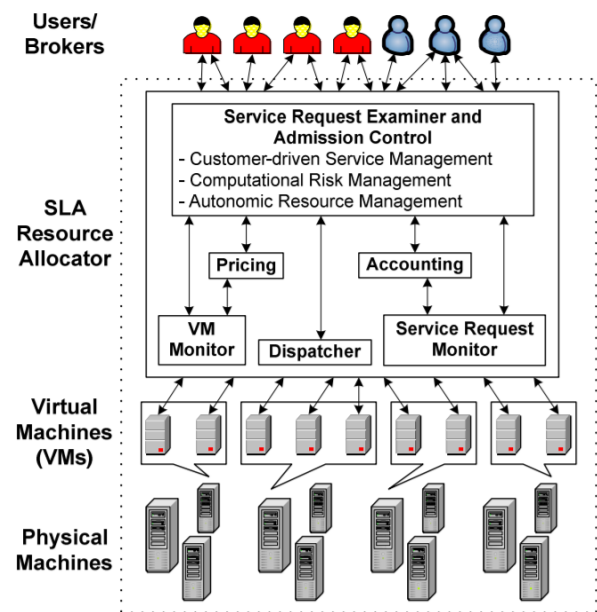 Users/
Brokers
Service Request Examiner and
Admission Control
- Customer-driven Service Management
- Computational Risk Management
- Autonomic Resource Management
SLA
Resource
Allocator
Pricing
Accounting
VM
Monitor
Dispatcher
Service Request
Monitor
Virtual
Machines
(VMs)
Physical
Machines